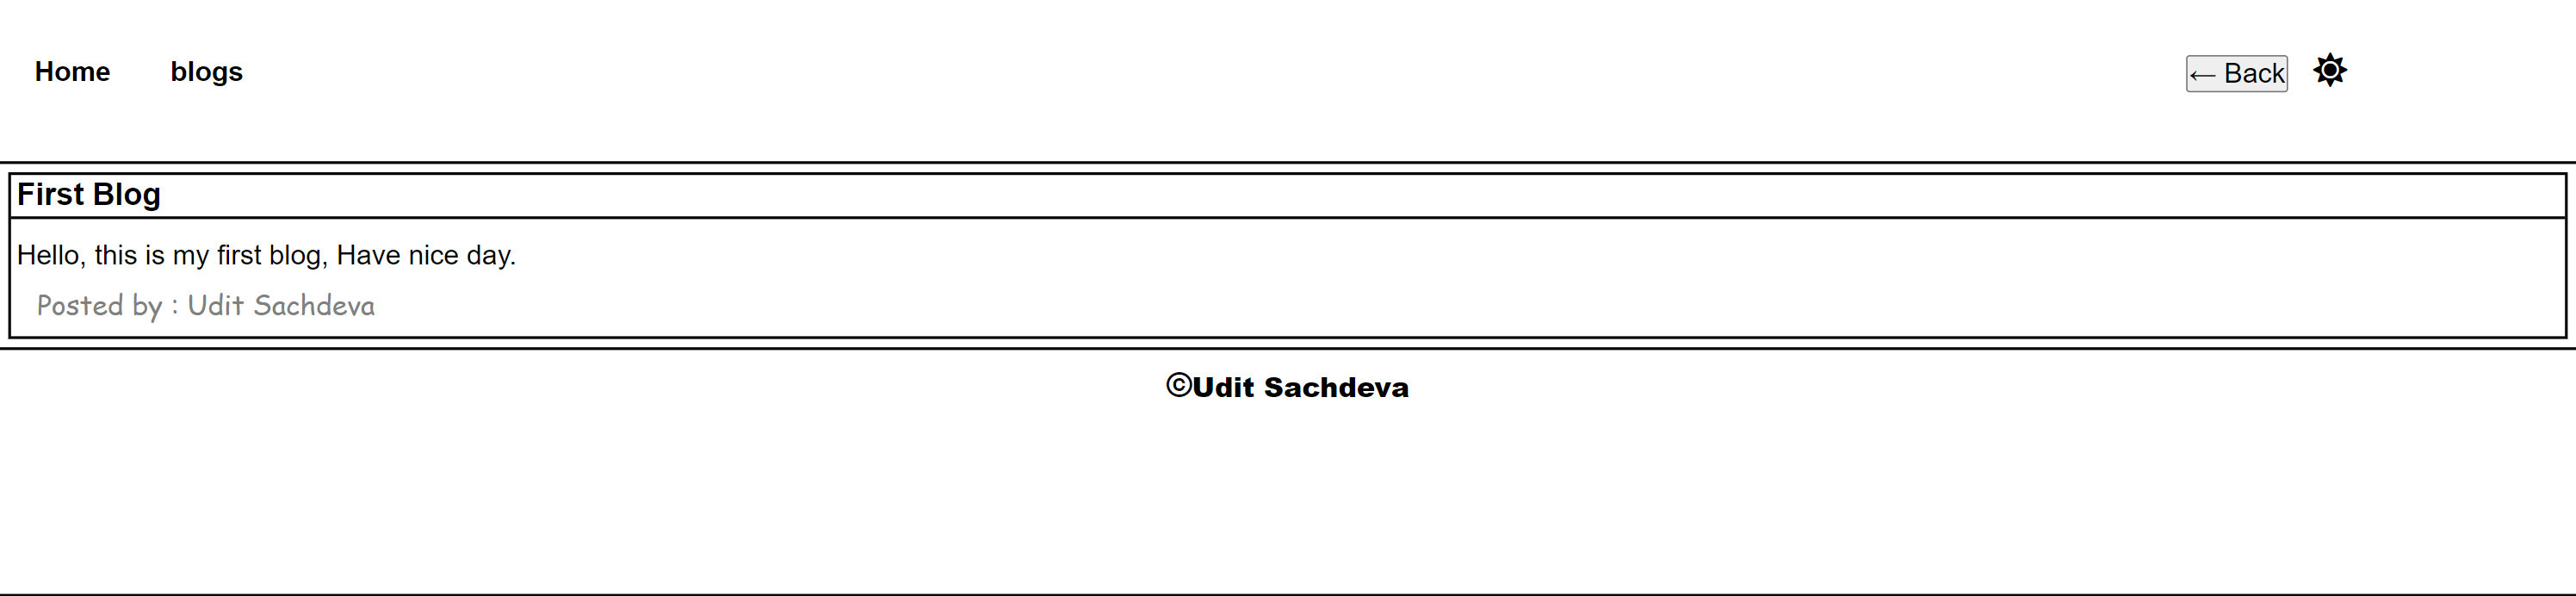 Home blogs ← Back
First Blog
Hello, this is my first blog, Have nice day.
Posted by : Udit Sachdeva
©Udit Sachdeva